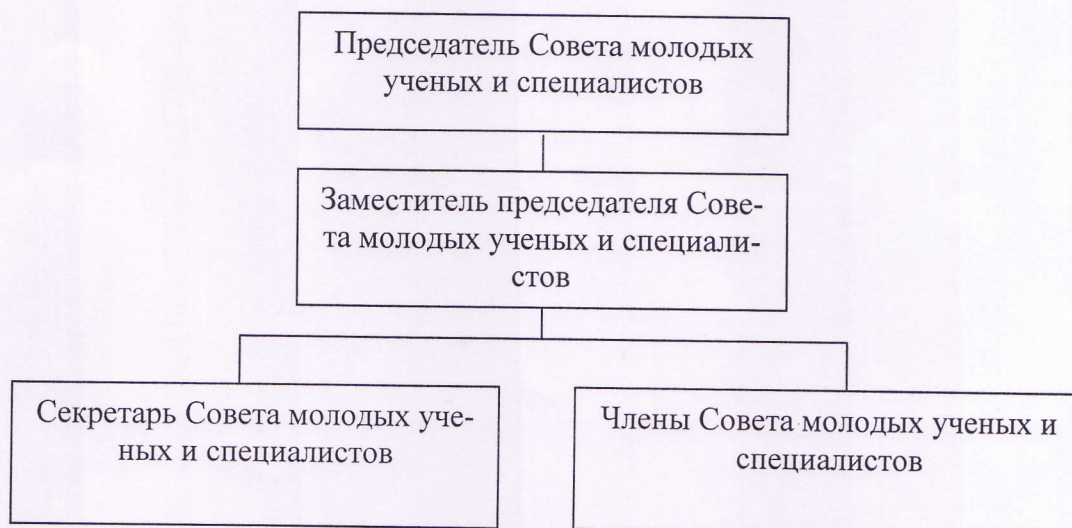 Председатель Совета молодых
ученых и специалистов
Заместитель председателя Сове-
та молодых ученых и специали-
стов
Секретарь Совета молодых уче-
ных и специалистов
Члены Совета молодых ученых и
специалистов